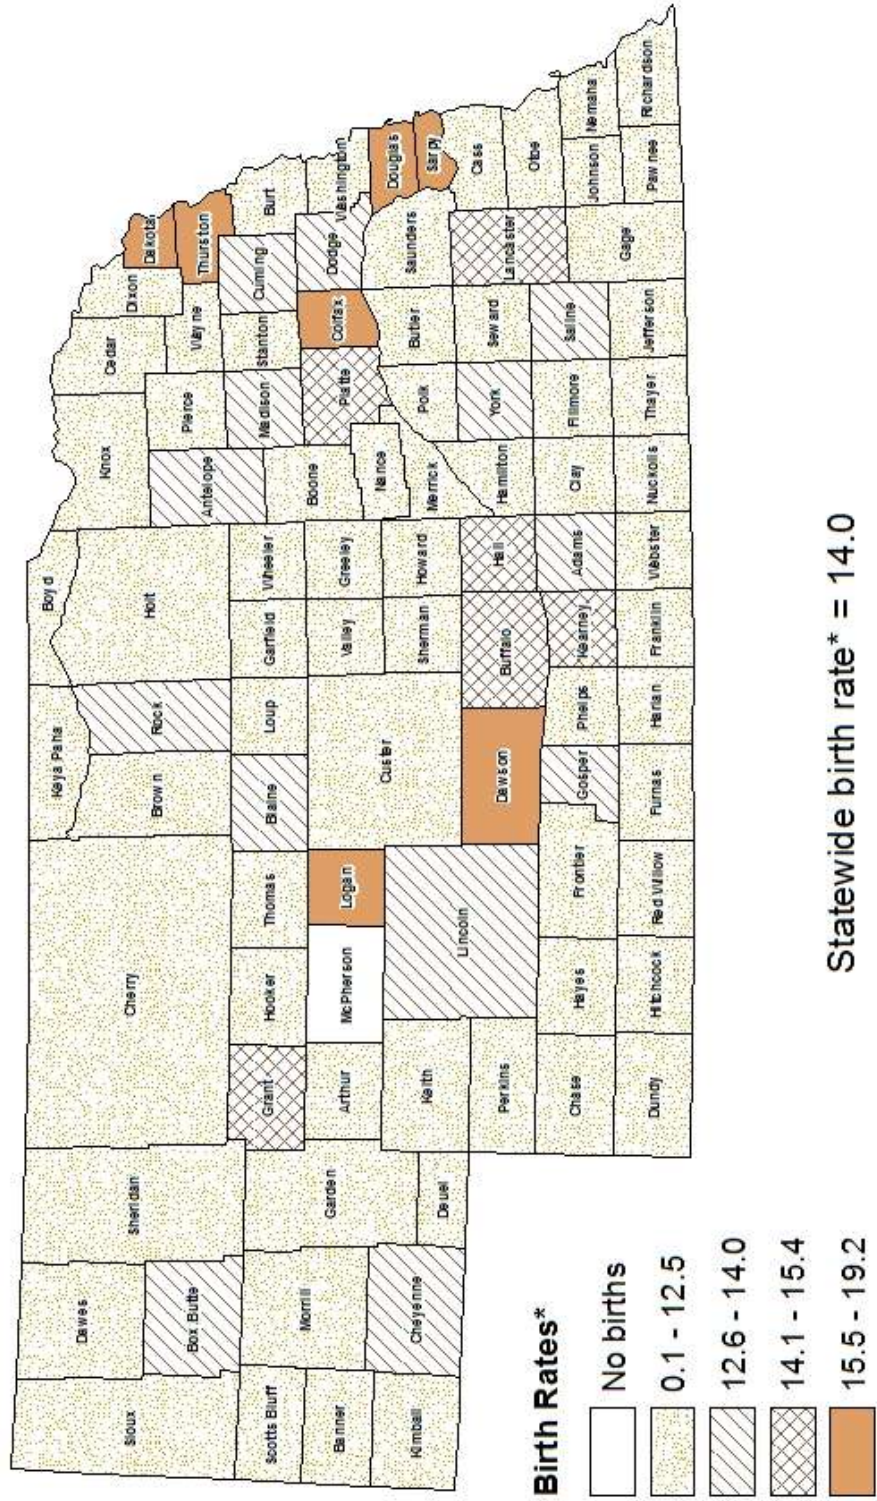 Sioux
Dawes
Sheridan
Cherry
Keya Paha
Boyd
Brown
Rock
Holt
Knox
Cedar
Dixon
Dakota
Box Butte
Antelope
Pierce
Wayne
Thurston
Scotts Bluff
Morrill
Garden
Grant
Hooker
Thomas
Blaine
Loup
Garfield
Wheeler
Boone
Madison
Stanton
Cuming
Burt
Banner
Arthur
McPherson
Logan
Custer
Valley
Greeley
Nance
Platte
Colfax
Dodge
Washington
Kimball
Cheyenne
Deuel
Keith
Lincoln
Sherman
Howard
Merrick
Polk
Butler
Saunders
Douglas
Sarpy
Perkins
Dawson
Buffalo
Hall
Hamilton
York
Seward
Lancaster
Cass
Otoe
Chase
Hayes
Frontier
Gosper
Phelps
Kearney
Adams
Clay
Fillmore
Saline
Gage
Johnson
Nemaha
Dundy
Hitchcock
Red Willow
Furnas
Harlan
Franklin
Webster
Nuckolls
Thayer
Jefferson
Pawnee
Richardson
Birth Rates*
No births
0.1 - 12.5
12.6 - 14.0
14.1 - 15.4
15.5 - 19.2
Statewide birth rate* = 14.0